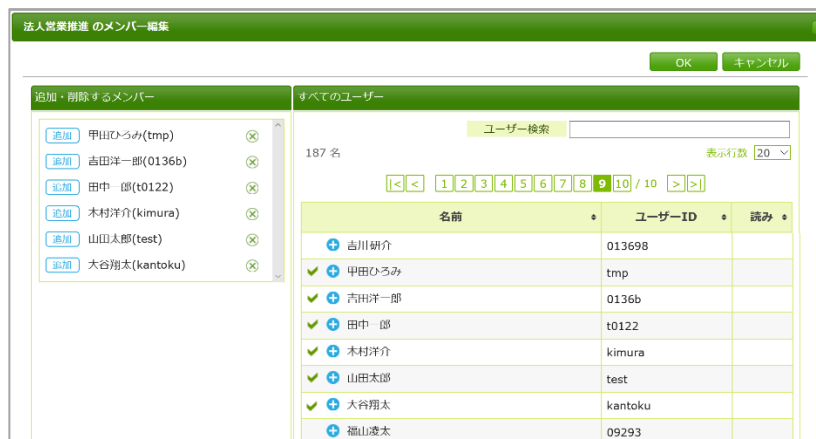 法人営業推進 のメンバー編集
OK キャンセル
追加・削除するメンバー
追加 甲田ひろみ(tmp)
追加 吉田洋一郎(0136b)
追加 田中一郎(t0122)
追加 木村洋介(kimura)
追加 山田太郎(test)
追加 大谷翔太(kantoku)
すべてのユーザー
ユーザー検索
187 名
表示行数 20
|< < 1 2 3 4 5 6 7 8 9 10 / 10 > >|
名前 ユーザーID 読み
吉川研介 013698
甲田ひろみ tmp
吉田洋一郎 0136b
田中一郎 t0122
木村洋介 kimura
山田太郎 test
大谷翔太 kantoku
福山凌太 09293